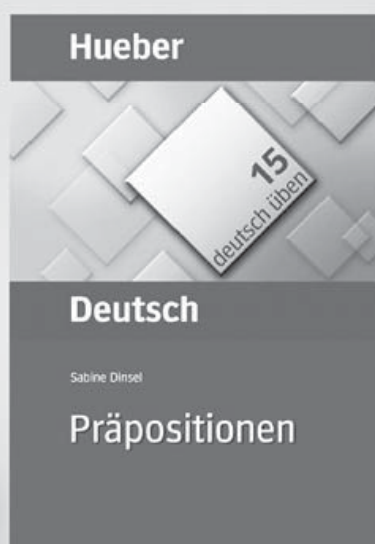 Hueber
15
deutsch üben
Deutsch
Sabine Dinsel
Präpositionen